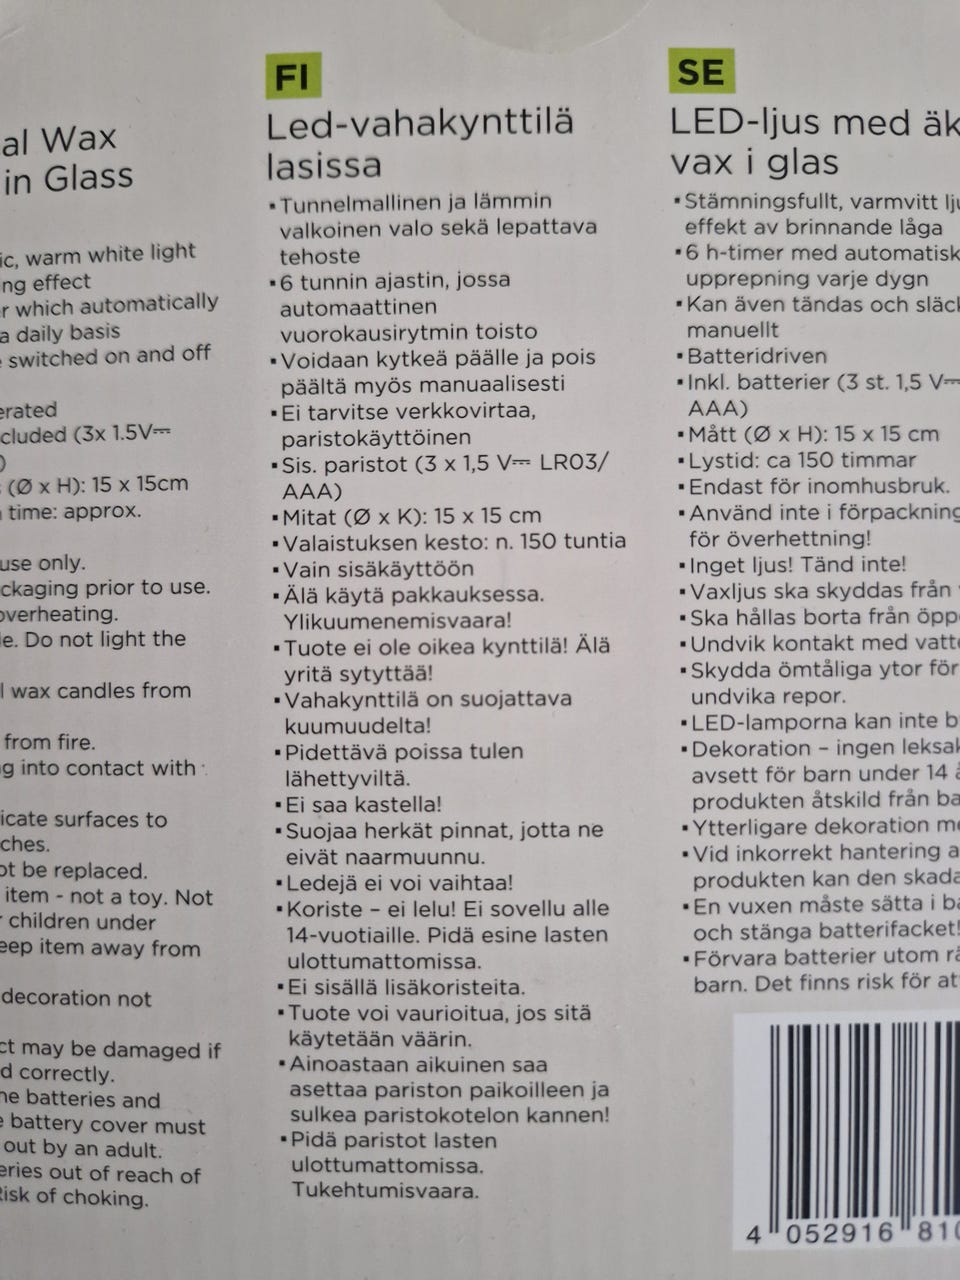 al Wax
in Glass
ic, warm white light
ng effect
r which automatically
a daily basis
switched on and off
erated
cluded (3x 1.5V⎓
)
(Ø x H): 15 x 15cm
time: approx.
use only.
ckaging prior to use.
overheating.
le. Do not light the
l wax candles from
from fire.
g into contact with
icate surfaces to
ches.
ot be replaced.
item - not a toy. Not
r children under
eep item away from
decoration not
ct may be damaged if
d correctly.
he batteries and
e battery cover must
out by an adult.
eries out of reach of
Risk of choking.
FI
Led-vahakynttilä
lasissa
▪ Tunnelmallinen ja lämmin
valkoinen valo sekä lepattava
tehoste
▪ 6 tunnin ajastin, jossa
automaattinen
vuorokausirytmin toisto
▪ Voidaan kytkeä päälle ja pois
päältä myös manuaalisesti
▪ Ei tarvitse verkkovirtaa,
paristokäyttöinen
▪ Sis. paristot (3 x 1,5 V⎓ LR03/
AAA)
▪ Mitat (Ø x K): 15 x 15 cm
▪ Valaistuksen kesto: n. 150 tuntia
▪ Vain sisäkäyttöön
▪ Älä käytä pakkauksessa.
Ylikuumenemisvaara!
▪ Tuote ei ole oikea kynttilä! Älä
yritä sytyttää!
▪ Vahakynttilä on suojattava
kuumuudelta!
▪ Pidettävä poissa tulen
lähettyviltä.
▪ Ei saa kastella!
▪ Suojaa herkät pinnat, jotta ne
eivät naarmuunnu.
▪ Ledejä ei voi vaihtaa!
▪ Koriste – ei lelu! Ei sovellu alle
14-vuotiaille. Pidä esine lasten
ulottumattomissa.
▪ Ei sisällä lisäkoristeita.
▪ Tuote voi vaurioitua, jos sitä
käytetään väärin.
▪ Ainoastaan aikuinen saa
asettaa pariston paikoilleen ja
sulkea paristokotelon kannen!
▪ Pidä paristot lasten
ulottumattomissa.
Tukehtumisvaara.
SE
LED-ljus med äk
vax i glas
▪ Stämningsfullt, varmvitt lju
effekt av brinnande låga
▪ 6 h-timer med automatisk
upprepning varje dygn
▪ Kan även tändas och släck
manuellt
▪ Batteridriven
▪ Inkl. batterier (3 st. 1,5 V⎓
AAA)
▪ Mått (Ø x H): 15 x 15 cm
▪ Lystid: ca 150 timmar
▪ Endast för inomhusbruk.
▪ Använd inte i förpackning
för överhettning!
▪ Inget ljus! Tänd inte!
▪ Vaxljus ska skyddas från
▪ Ska hållas borta från öpp
▪ Undvik kontakt med vatt
▪ Skydda ömtåliga ytor för
undvika repor.
▪ LED-lamporna kan inte b
▪ Dekoration – ingen leksak
avsett för barn under 14 å
produkten åtskild från ba
▪ Ytterligare dekoration me
▪ Vid inkorrekt hantering a
produkten kan den skada
▪ En vuxen måste sätta i ba
och stänga batterifacket!
▪ Förvara batterier utom rä
barn. Det finns risk för at
4 052916 810